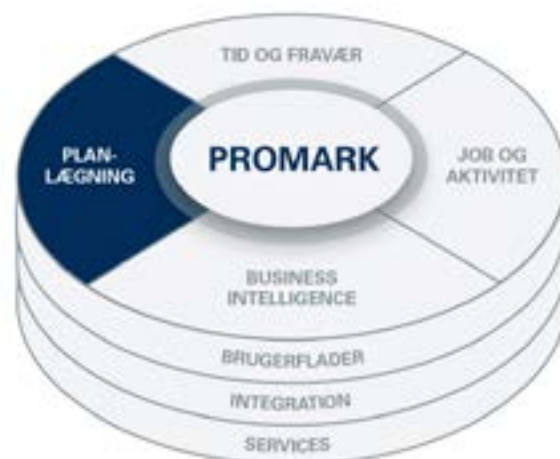 TID OG FRAVÆR
PLAN-
LÆGNING
PROMARK
JOB OG
AKTIVITET
BUSINESS
INTELLIGENCE
BRUGERFLADER
INTEGRATION
SERVICES